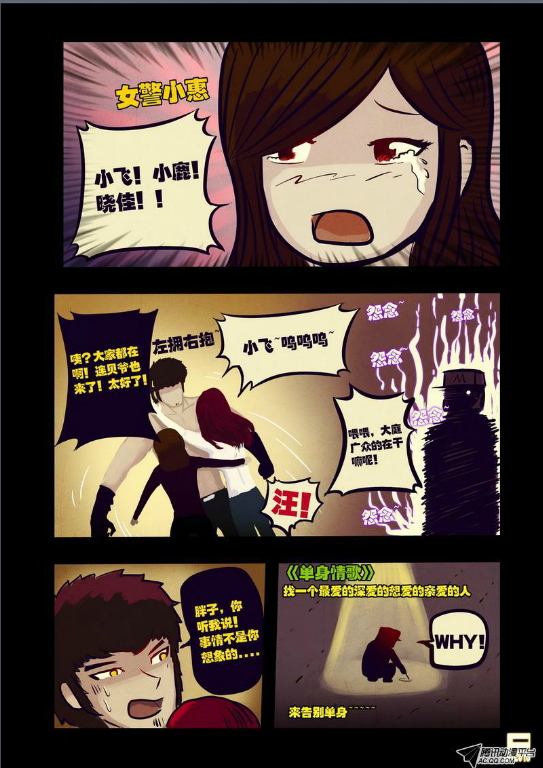 女警小惠
小飞！小鹿！
晓佳！！
咦？大家都在
啊！连贝爷也
来了！太好了！
左拥右抱~
小飞~呜呜呜~
怨念~
怨念~
怨念~
怨念~
怨念~
喂喂，大庭
广众的在干
嘛呢！
汪！
胖子，你
听我说！
事情不是你
想象的....
《单身情歌》
找一个最爱的深爱的想爱的亲爱的人
WHY!
来告别单身~~~~~
腾讯动漫平台
AC.QQ.COM